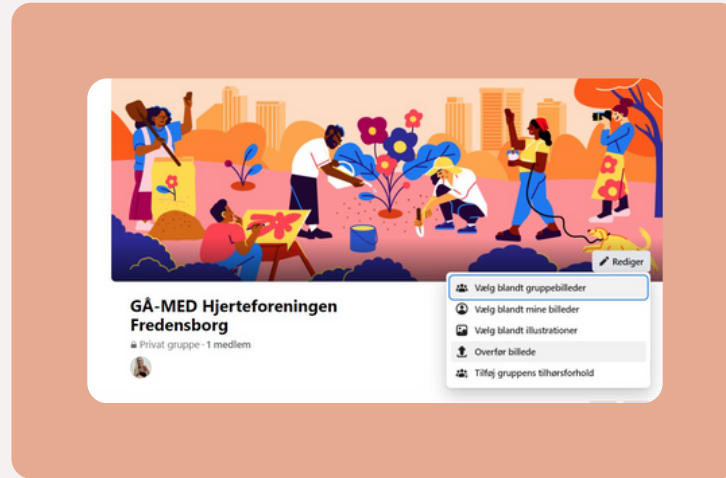 Rediger
GÅ-MED Hjerteforeningen
Fredensborg
Privat gruppe · 1 medlem
Vælg blandt gruppebilleder
Vælg blandt mine billeder
Vælg blandt illustrationer
Overfør billede
Tilføj gruppens tilhørsforhold